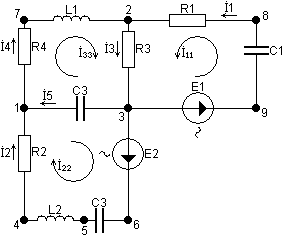 7 L1 2 R1 İ1 8
İ4 R4 İ33 İ3 R3 İ11 C1
İ5 C3 E1
1 3 9
İ2 R2 İ22 E2
L2 C3
4 5 6